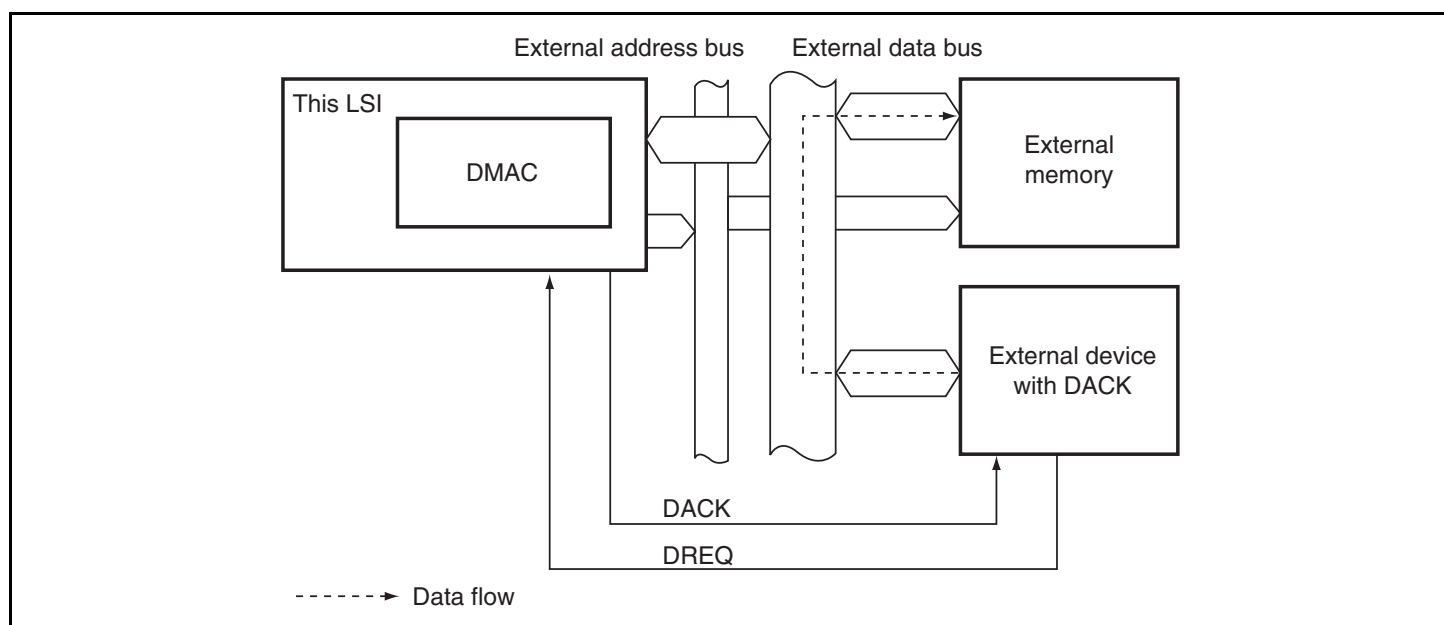 External address bus
External data bus
This LSI
DMAC
External
memory
External device
with DACK
DACK
DREQ
Data flow